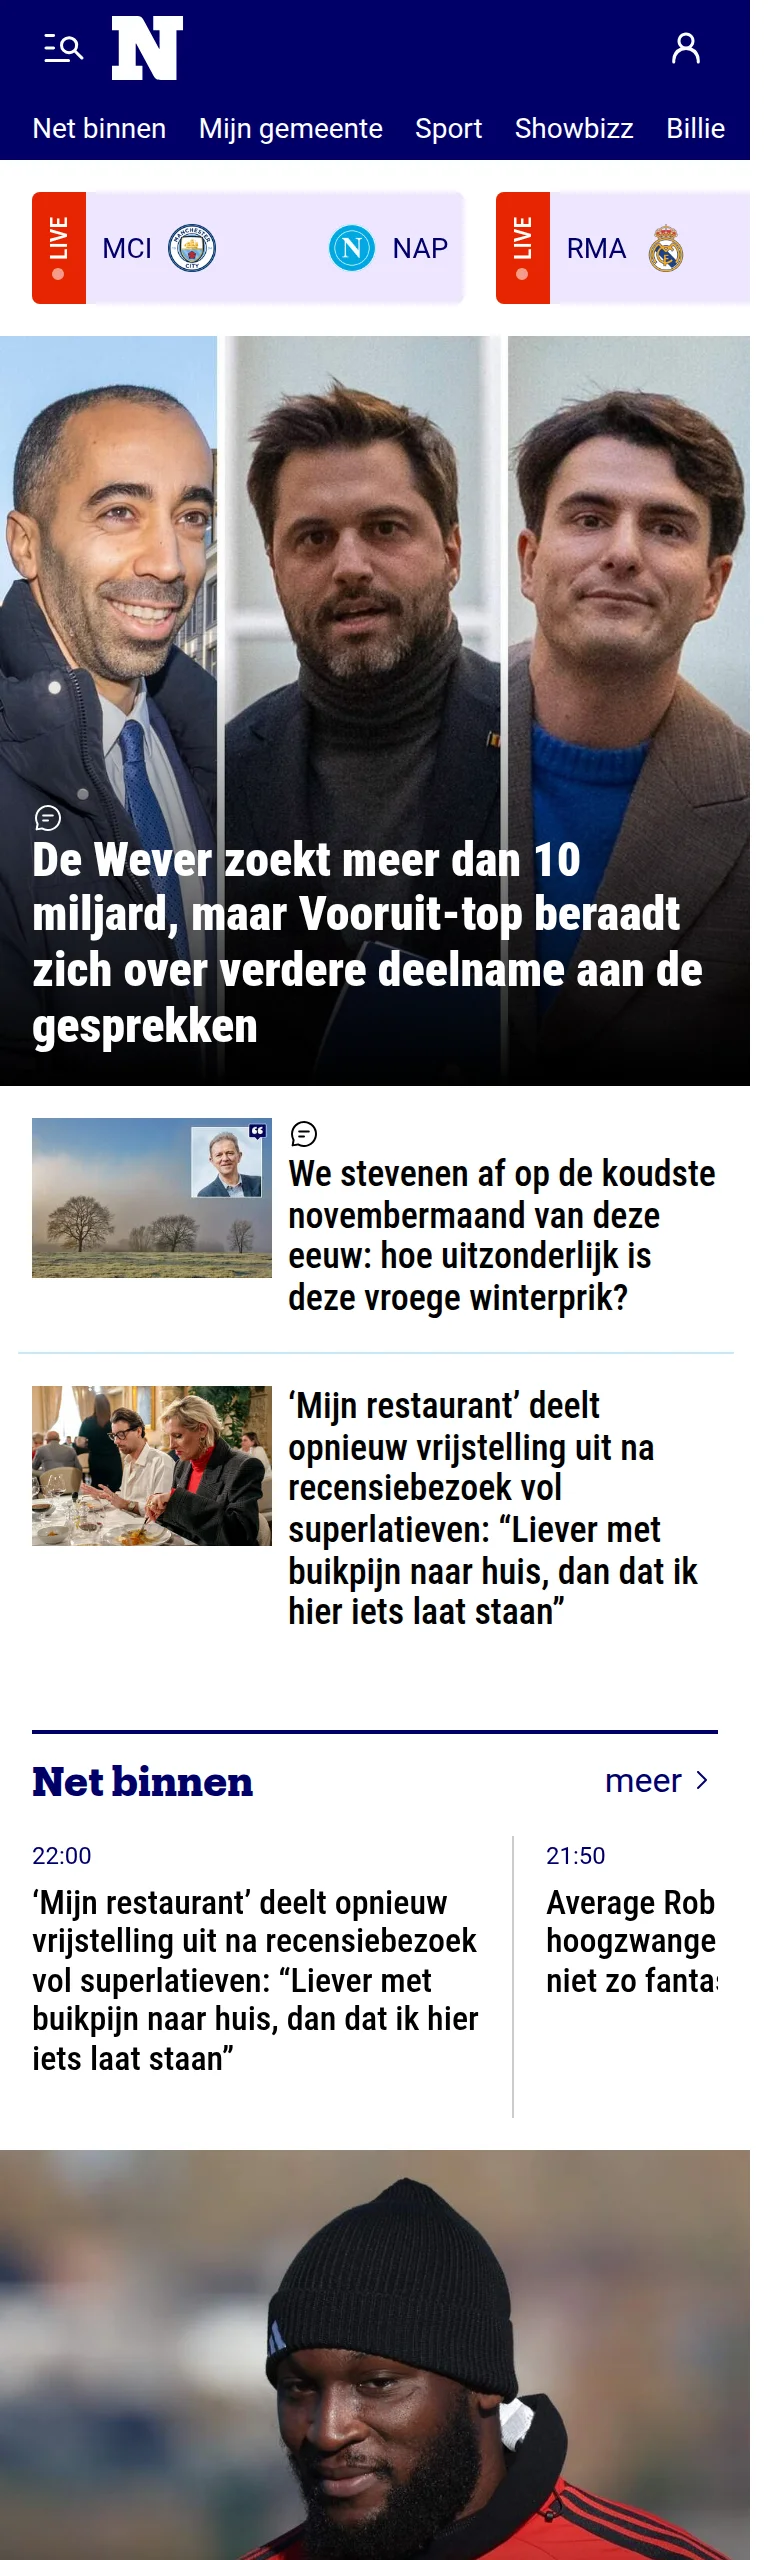 N
Net binnen Mijn gemeente Sport Showbizz Billie
LIVE MCI MANCHESTER CITY N NAP LIVE RMA
De Wever zoekt meer dan 10
miljard, maar Vooruit-top beraadt
zich over verdere deelname aan de
gesprekken
We stevenen af op de koudste
novembermaand van deze
eeuw: hoe uitzonderlijk is
deze vroege winterprik?
‘Mijn restaurant’ deelt
opnieuw vrijstelling uit na
recensiebezoek vol
superlatieven: “Liever met
buikpijn naar huis, dan dat ik
hier iets laat staan”
Net binnen meer
22:00
‘Mijn restaurant’ deelt opnieuw
vrijstelling uit na recensiebezoek
vol superlatieven: “Liever met
buikpijn naar huis, dan dat ik hier
iets laat staan”
21:50
Average Rob
hoogzwange
niet zo fanta